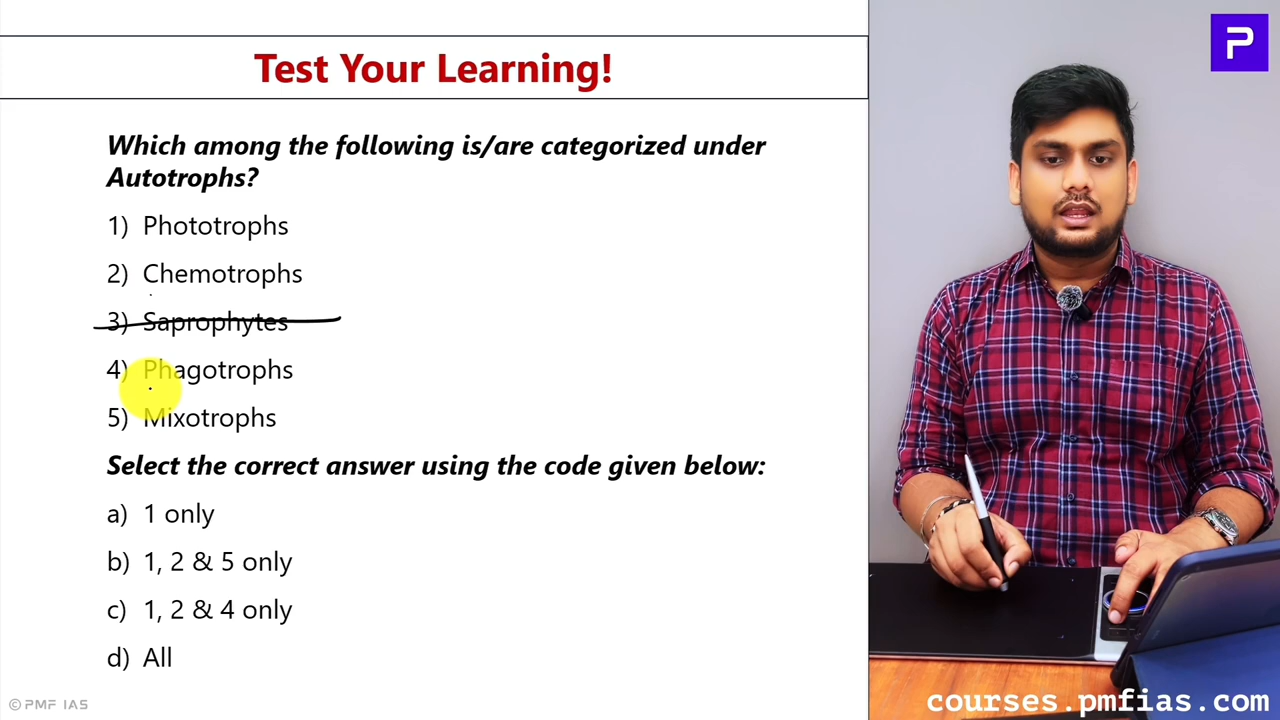 Test Your Learning!
Which among the following is/are categorized under
Autotrophs?
1) Phototrophs
2) Chemotrophs
3) Saprophytes
4) Phagotrophs
5) Mixotrophs
Select the correct answer using the code given below:
a) 1 only
b) 1, 2 & 5 only
c) 1, 2 & 4 only
d) All
© PMF IAS
P
courses.pmfias.com